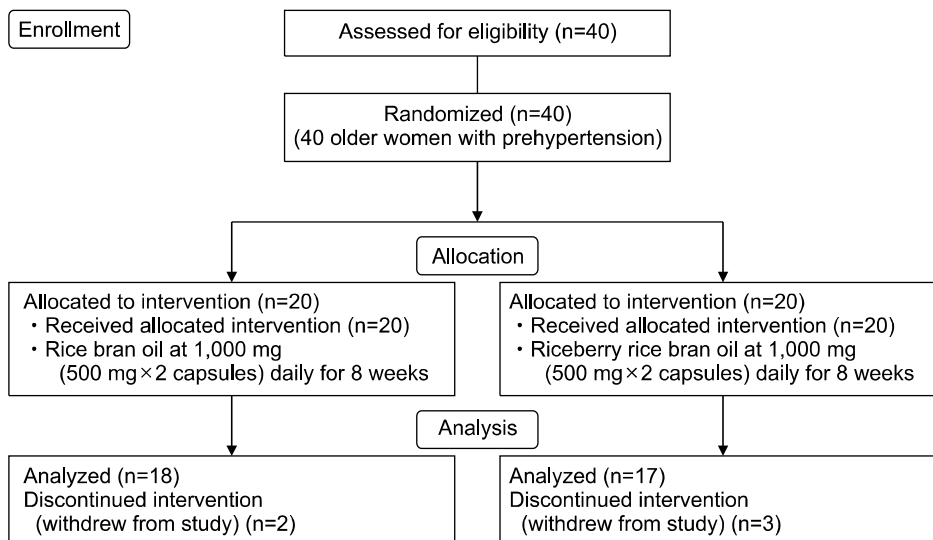 Enrollment
Assessed for eligibility (n=40)
Randomized (n=40)
(40 older women with prehypertension)
Allocation
Allocated to intervention (n=20)
・Received allocated intervention (n=20)
・Rice bran oil at 1,000 mg
(500 mg×2 capsules) daily for 8 weeks
Allocated to intervention (n=20)
・Received allocated intervention (n=20)
・Riceberry rice bran oil at 1,000 mg
(500 mg×2 capsules) daily for 8 weeks
Analysis
Analyzed (n=18)
Discontinued intervention
(withdrew from study) (n=2)
Analyzed (n=17)
Discontinued intervention
(withdrew from study) (n=3)